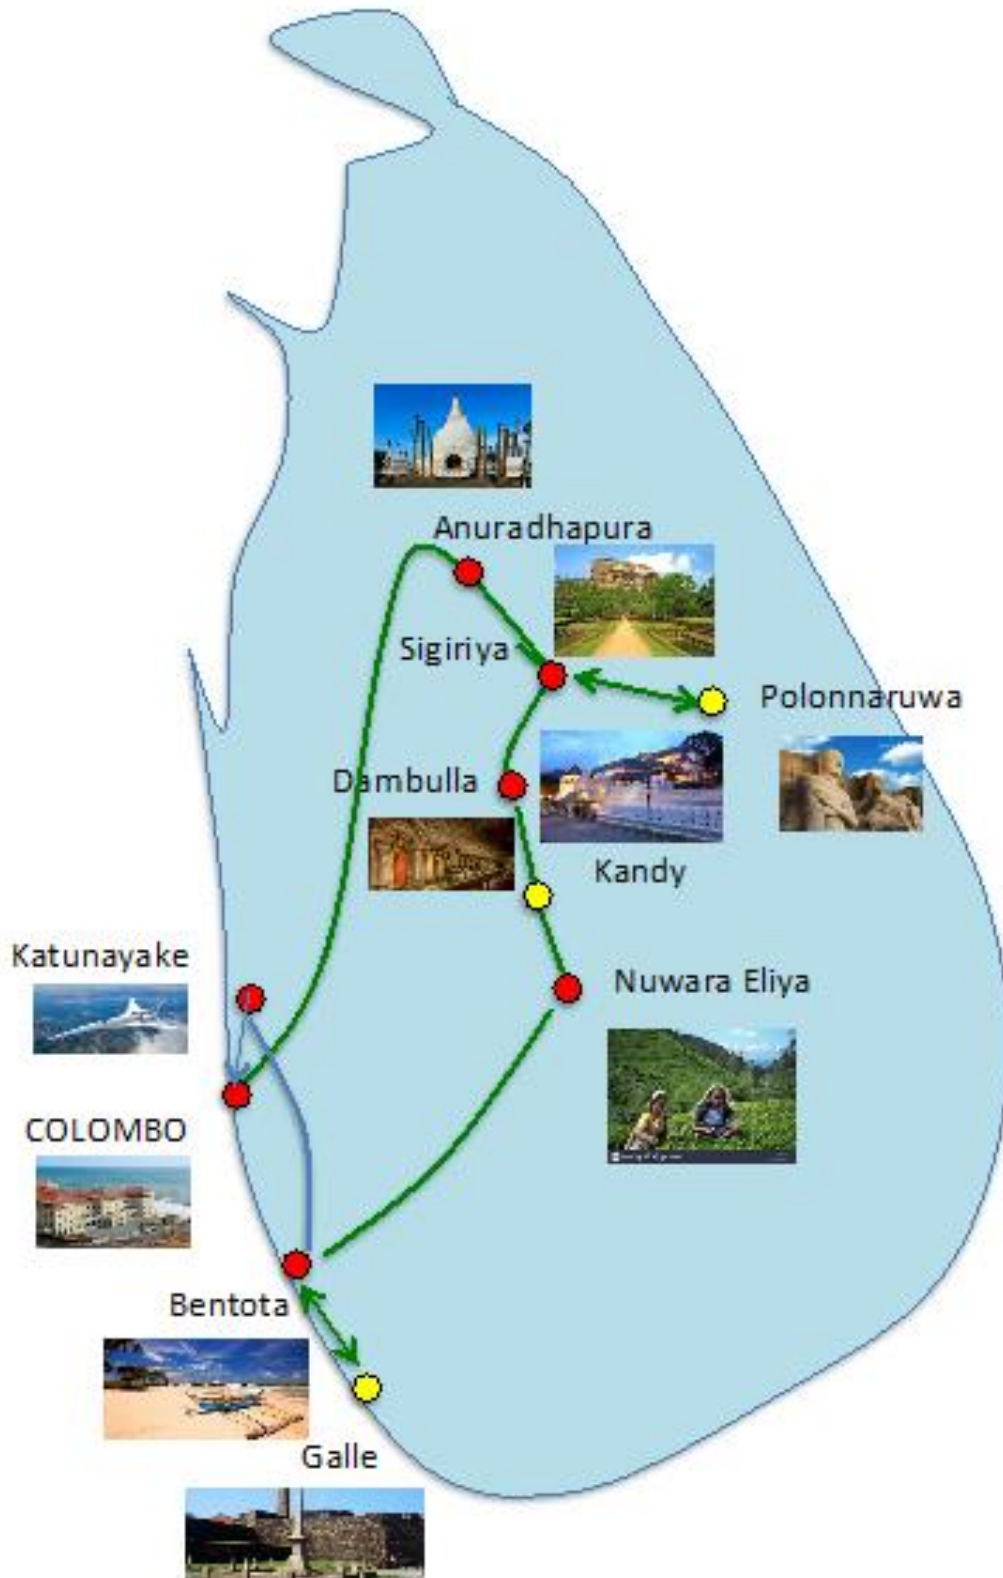 Anuradhapura
Sigiriya
Polonnaruwa
Dambulla
Kandy
Katunayake
Nuwara Eliya
COLOMBO
Bentota
Galle